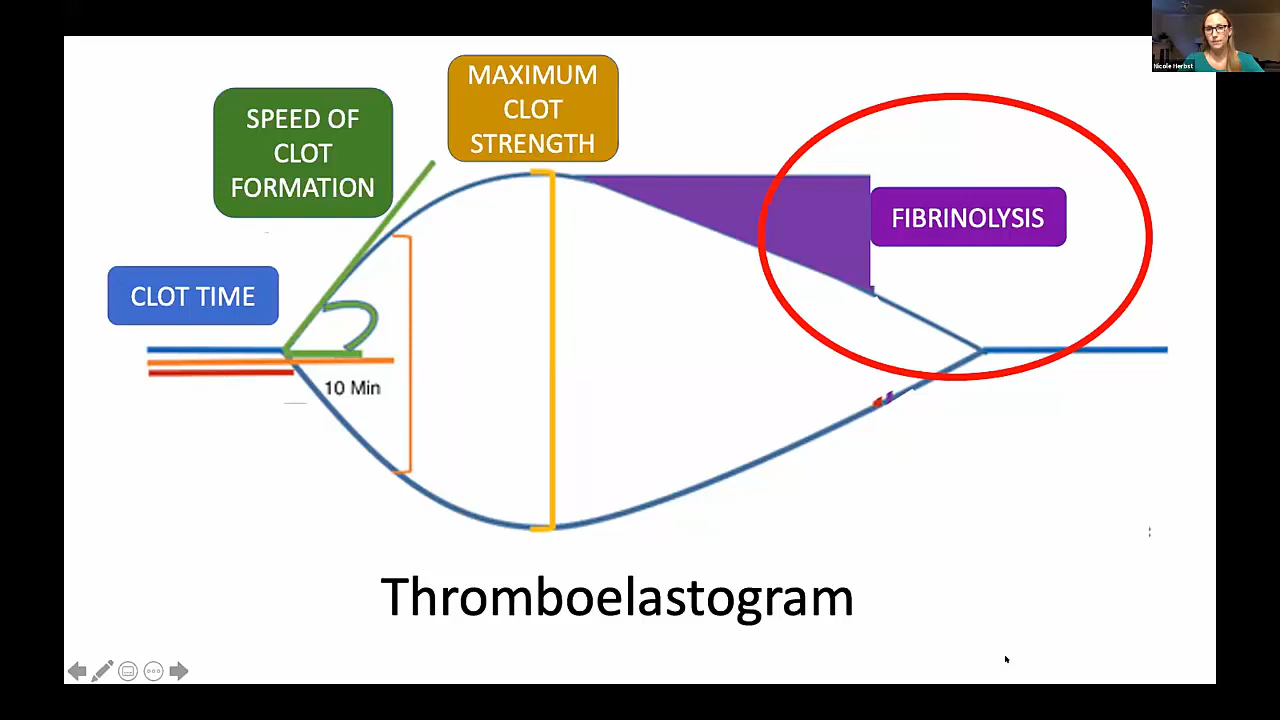 Nicole Herbst
MAXIMUM
CLOT
STRENGTH
SPEED OF
CLOT
FORMATION
FIBRINOLYSIS
CLOT TIME
10 Min
Thromboelastogram